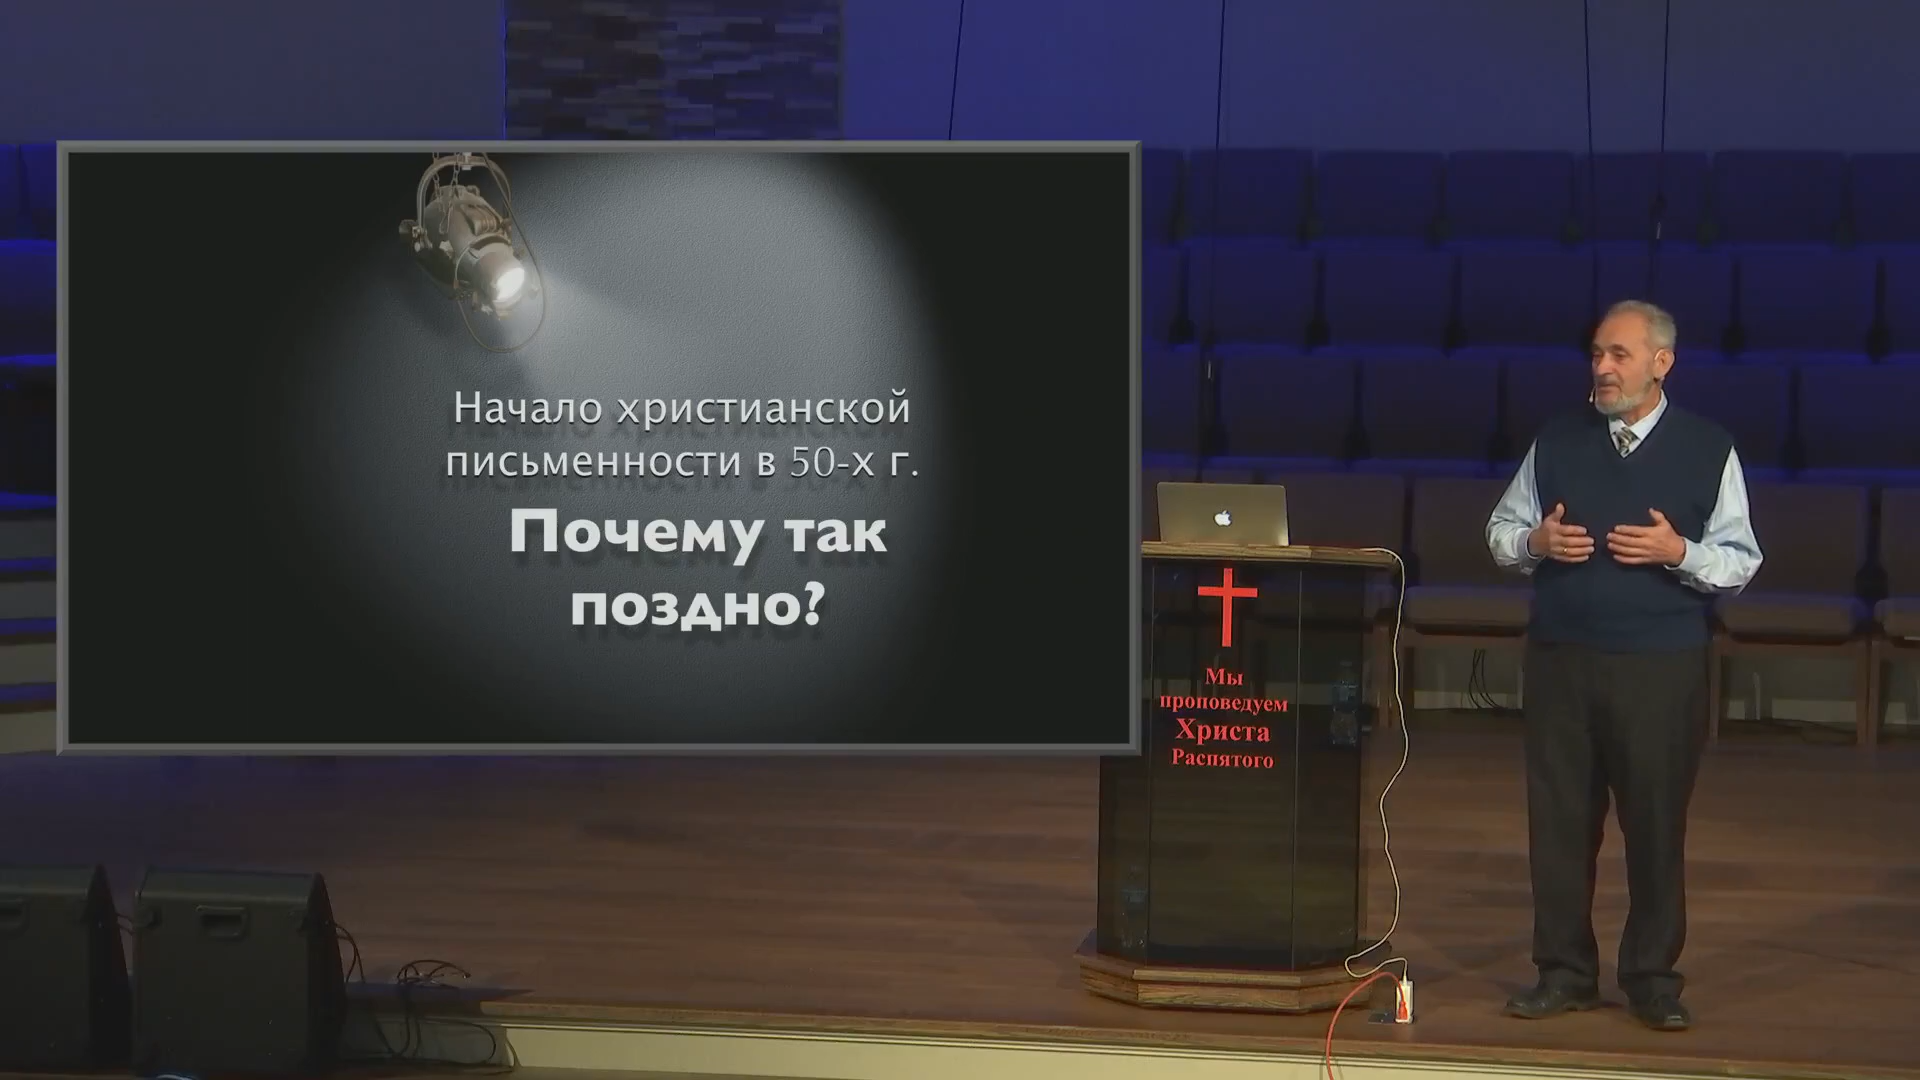 Начало христианской
письменности в 50-х г.
Почему так
поздно?
Мы
проповедуем
Христа
Распятого